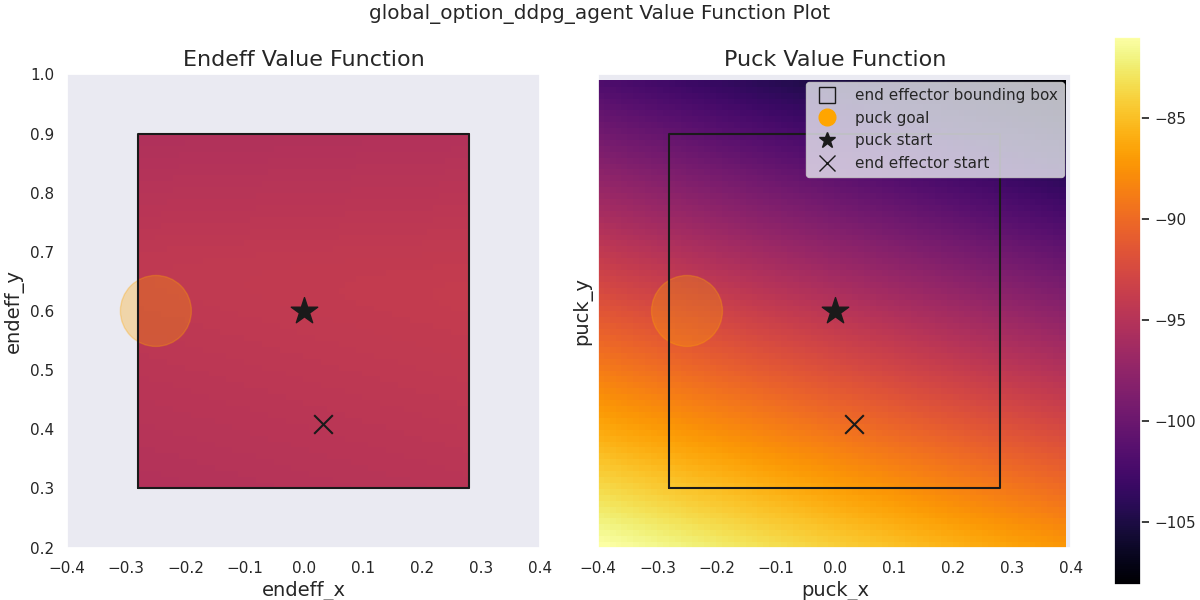 global_option_ddpg_agent Value Function Plot
Endeff Value Function
1.0
0.9
0.8
0.7
0.6
0.5
0.4
0.3
0.2
endeff_y
−0.4 −0.3 −0.2 −0.1 0.0 0.1 0.2 0.3 0.4
endeff_x
Puck Value Function
end effector bounding box
puck goal
puck start
end effector start
puck_y
−0.4 −0.3 −0.2 −0.1 0.0 0.1 0.2 0.3 0.4
puck_x
−85
−90
−95
−100
−105